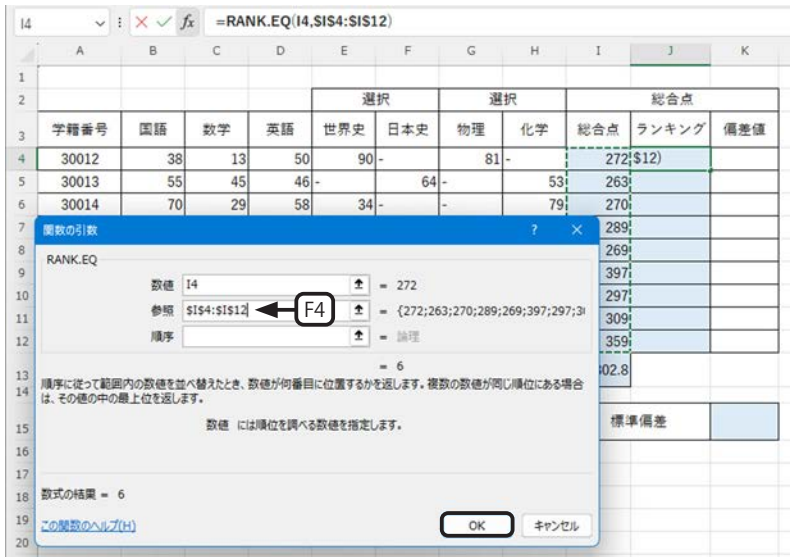 I4 fx =RANK.EQ(I4,$I$4:$I$12)
A B C D E F G H I J K
1
2 選択 選択 総合点
3 学籍番号 国語 数学 英語 世界史 日本史 物理 化学 総合点 ランキング 偏差値
4 30012 38 13 50 90 - 81 - 272 $12)
5 30013 55 45 46 - 64 - 53 263
6 30014 70 29 58 34 - - 79 270
7 関数の引数 ? × 289
8 269
RANK.EQ
9 397
数値 I4 = 272
10 297
参照 $I$4:$I$12 F4 = {272;263;270;289;269;397;297;3
11 309
順序 = 論理
12 359
= 6
13 302.8
順序に従って範囲内の数値を並べ替えたとき、数値が何番目に位置するかを返します。複数の数値が同じ順位にある場合
14
は、その値の中の最上位を返します。
15 数値 には順位を調べる数値を指定します。 標準偏差
16
17
18 数式の結果 = 6
19 この関数のヘルプ(H) OK キャンセル
20